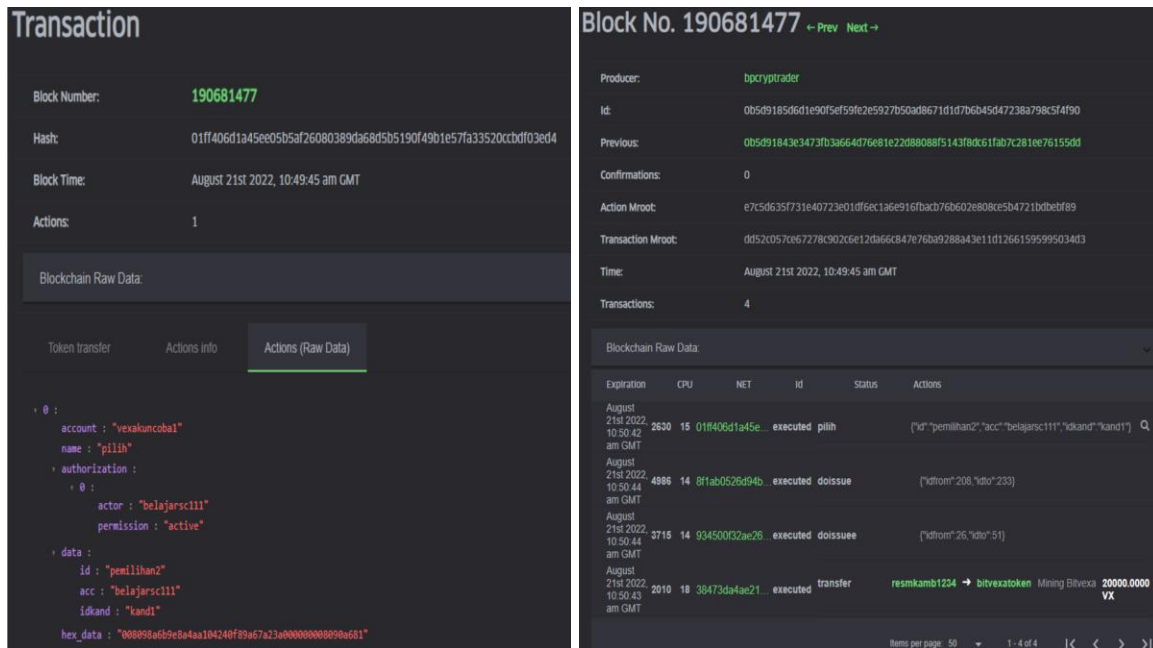 Transaction
Block Number: 190681477
Hash: 01ff406d1a45ee05b5af26080389da68d5b5190f49b1e57fa33520ccbdf03ed4
Block Time: August 21st 2022, 10:49:45 am GMT
Actions: 1
Blockchain Raw Data:
Token transfer Actions info Actions (Raw Data)
0 :
account : "vexakuncoba1"
name : "pilih"
authorization :
0 :
actor : "belajarsc111"
permission : "active"
data :
id : "pemilihan2"
acc : "belajarsc111"
idkand : "kand1"
hex_data : "008098a6b9e8a4aa104240f89a67a23a000000008090a681"
Block No. 190681477 ← Prev Next →
Producer: bpcryptrader
Id: 0b5d9185d6d1e90f5ef59fe2e5927b50ad8671d1d7b6b45d47238a798c5f4f90
Previous: 0b5d91843e3473fb3a664d76e81e22d88088f5143f8dc61fab7c281ee76155dd
Confirmations: 0
Action Mroot: e7c5d635f731e40723e01df6ec1a6e916fbacb76b602e808ce5b4721bdbebf89
Transaction Mroot: dd52c057ce67278c902c6e12da66c847e76ba9288a43e11d12661595995034d3
Time: August 21st 2022, 10:49:45 am GMT
Transactions: 4
Blockchain Raw Data:
Expiration CPU NET Id Status Actions
August
21st 2022, 2630 15 01ff406d1a45e... executed pilih {"id":"pemilihan2","acc":"belajarsc111","idkand":"kand1"}
10:50:42
am GMT
August
21st 2022, 4986 14 8f1ab0526d94b... executed doissue {"idfrom":208,"idto":233}
10:50:44
am GMT
August
21st 2022, 3715 14 934500f32ae26... executed doissuee {"idfrom":26,"idto":51}
10:50:44
am GMT
August
21st 2022, 2010 18 38473da4ae21... executed transfer resmkamb1234 → bitvexatoken Mining Bitvexa 20000.0000 VX
10:50:43
am GMT
Items per page: 50 1 - 4 of 4